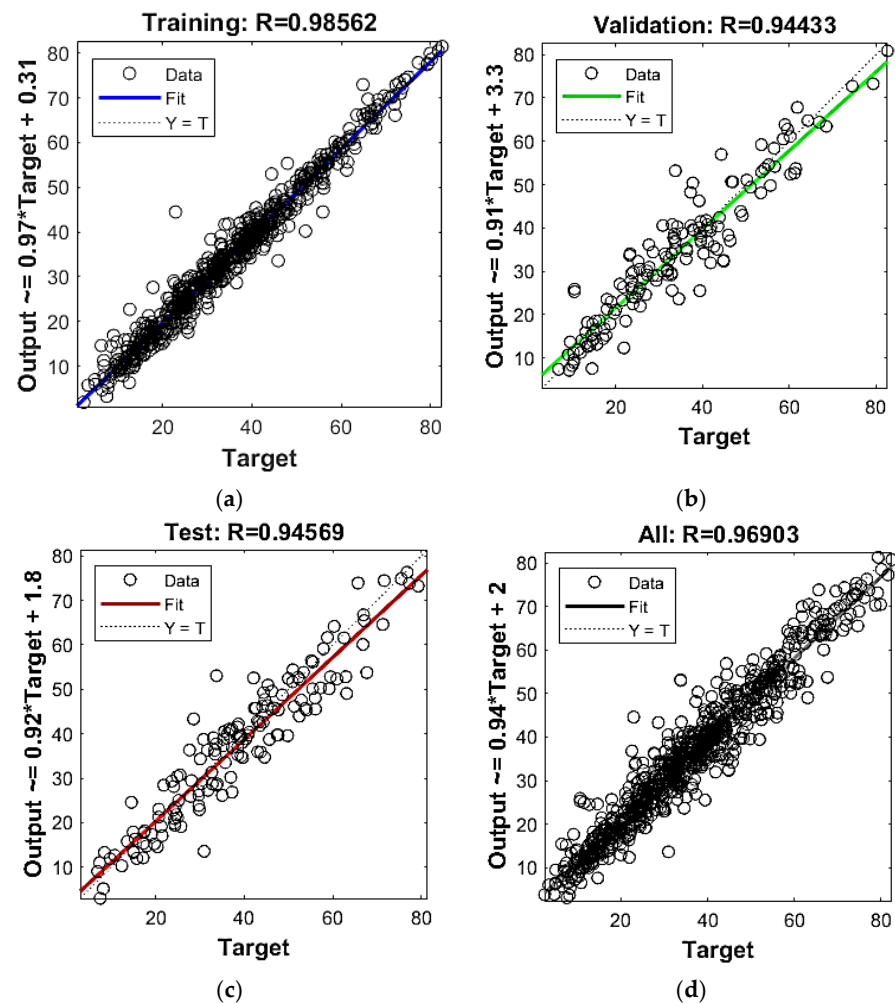 Training: R=0.98562
Output ~= 0.97*Target + 0.31
80
70
60
50
40
30
20
10
Data
Fit
Y = T
20
40
60
80
Target
(a)
Validation: R=0.94433
Output ~= 0.91*Target + 3.3
80
70
60
50
40
30
20
10
Data
Fit
Y = T
20
40
60
80
Target
(b)
Test: R=0.94569
Output ~= 0.92*Target + 1.8
80
70
60
50
40
30
20
10
Data
Fit
Y = T
20
40
60
80
Target
(c)
All: R=0.96903
Output ~= 0.94*Target + 2
80
70
60
50
40
30
20
10
Data
Fit
Y = T
20
40
60
80
Target
(d)